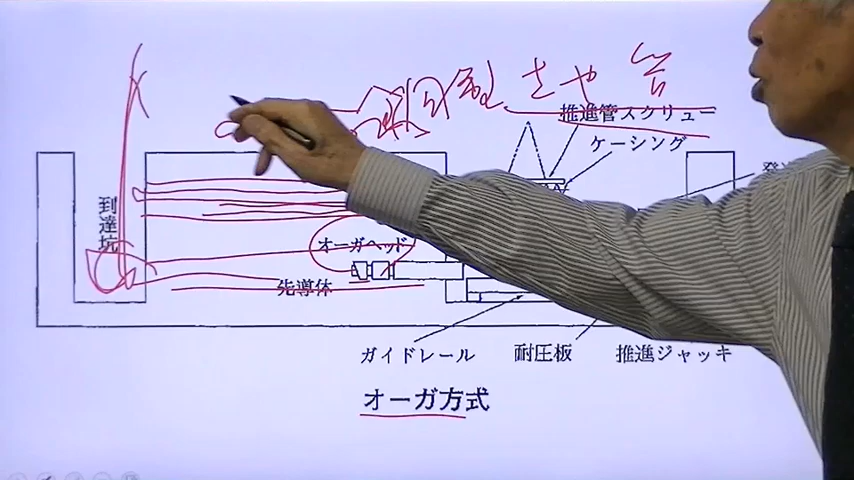 さや管
推進管スクリュー
ケーシング
到達坑
オーガヘッド
先導体
ガイドレール
耐圧板
推進ジャッキ
オーガ方式